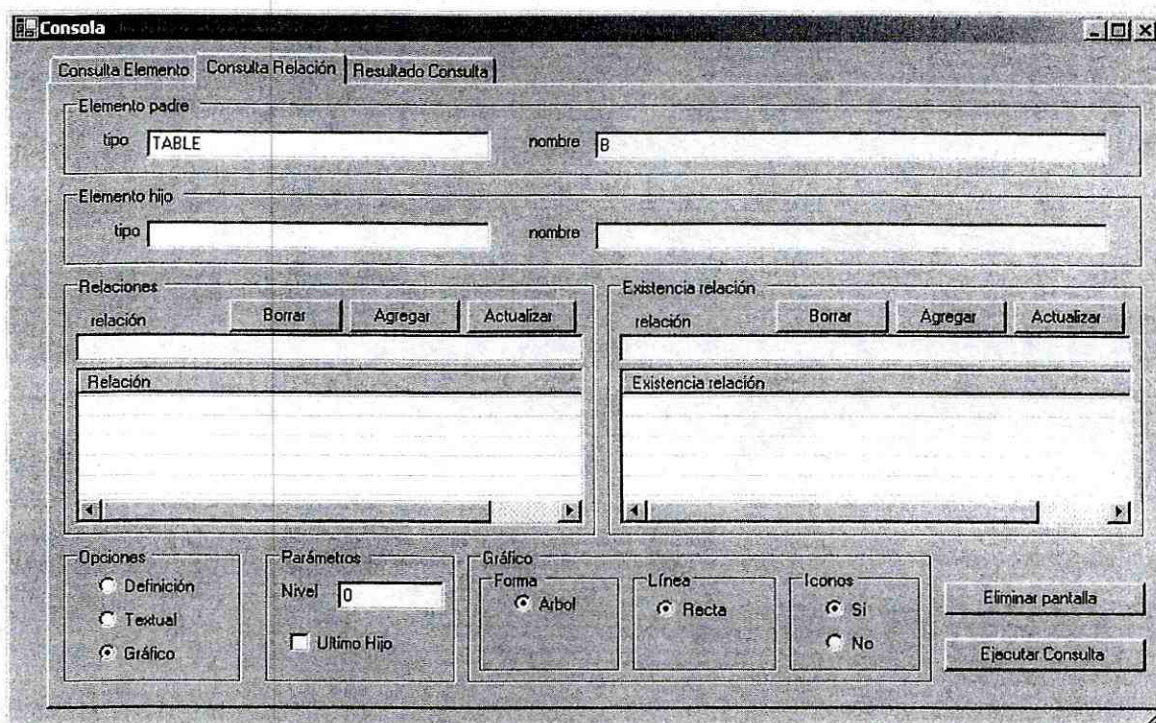 Consola
Consulta Elemento Consulta Relación Resultado Consulta
Elemento padre
tipo TABLE nombre B
Elemento hijo
tipo nombre
Relaciones
relación Borrar Agregar Actualizar
Relación
Existencia relación
relación Borrar Agregar Actualizar
Existencia relación
Opciones
Definición
Textual
Gráfico
Parámetros
Nivel 0
Ultimo Hijo
Gráfico
Forma
Arbol
Línea
Recta
Iconos
Sí
No
Eliminar pantalla
Ejecutar Consulta